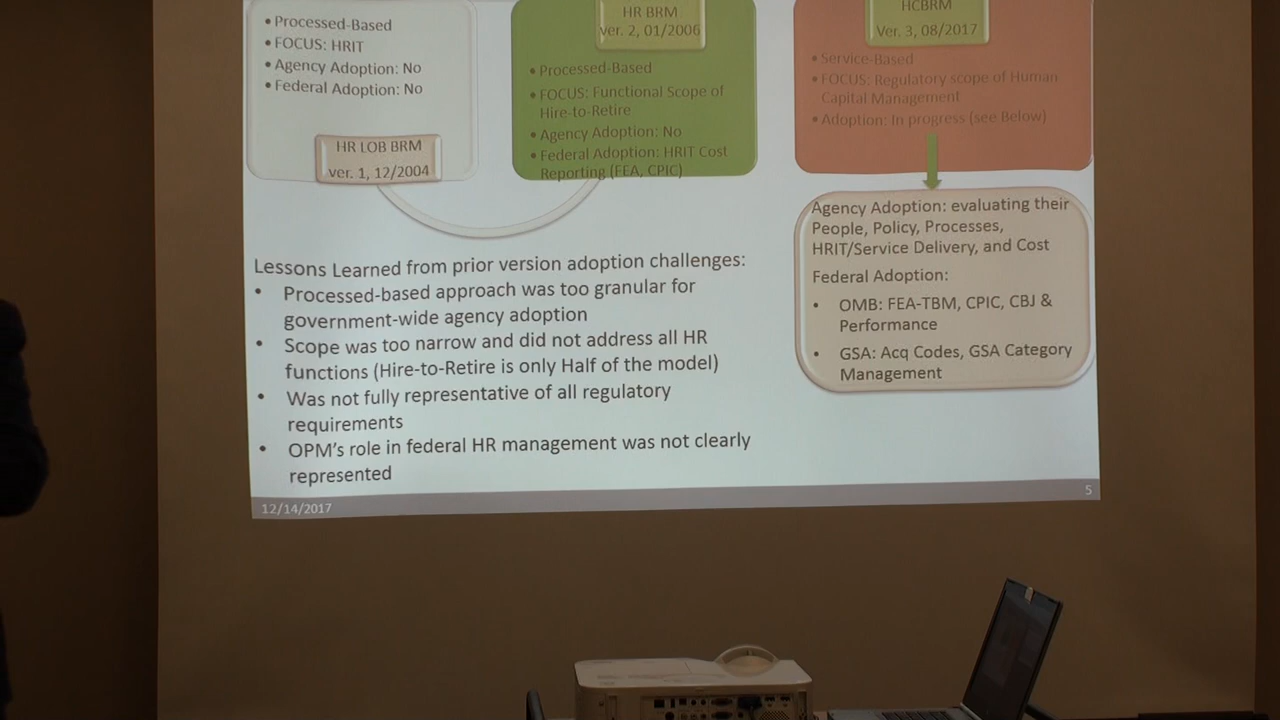 • Processed-Based
• FOCUS: HRIT
• Agency Adoption: No
• Federal Adoption: No
HR LOB BRM
ver. 1, 12/2004
HR BRM
ver. 2, 01/2006
• Processed-Based
• FOCUS: Functional Scope of
Hire-to-Retire
• Agency Adoption: No
• Federal Adoption: HRIT Cost
Reporting (FEA, CPIC)
HCBRM
Ver. 3, 08/2017
• Service-Based
• FOCUS: Regulatory scope of Human
Capital Management
• Adoption: In progress (see Below)
Agency Adoption: evaluating their
People, Policy, Processes,
HRIT/Service Delivery, and Cost
Federal Adoption:
• OMB: FEA-TBM, CPIC, CBJ &
Performance
• GSA: Acq Codes, GSA Category
Management
Lessons Learned from prior version adoption challenges:
• Processed-based approach was too granular for
government-wide agency adoption
• Scope was too narrow and did not address all HR
functions (Hire-to-Retire is only Half of the model)
• Was not fully representative of all regulatory
requirements
• OPM's role in federal HR management was not clearly
represented
12/14/2017
5